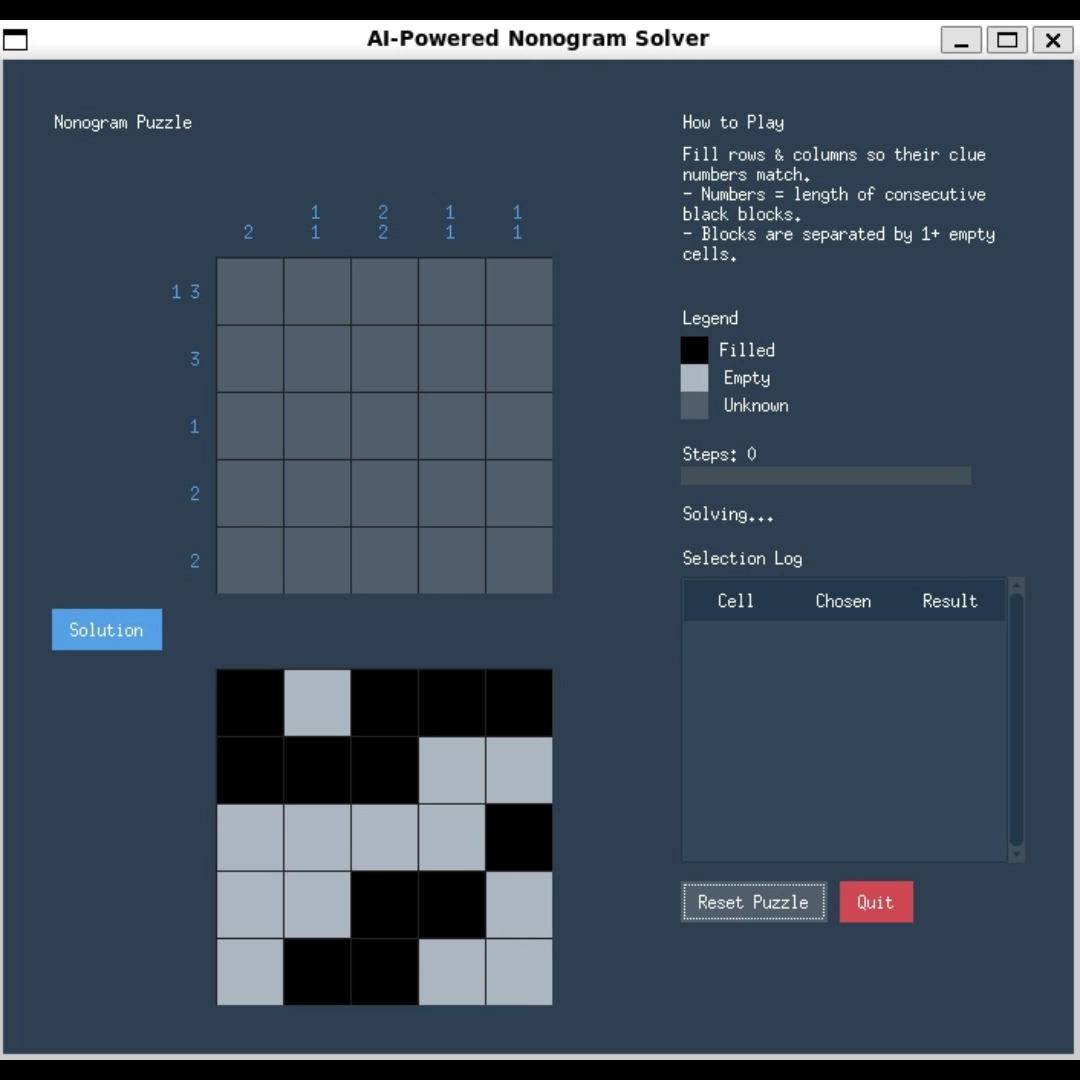 AI-Powered Nonogram Solver
Nonogram Puzzle
1 2 1 1
2 1 2 1 1
1 3
3
1
2
2
Solution
How to Play
Fill rows & columns so their clue
numbers match.
- Numbers = length of consecutive
black blocks.
- Blocks are separated by 1+ empty
cells.
Legend
Filled
Empty
Unknown
Steps: 0
Solving...
Selection Log
Cell Chosen Result
Reset Puzzle Quit